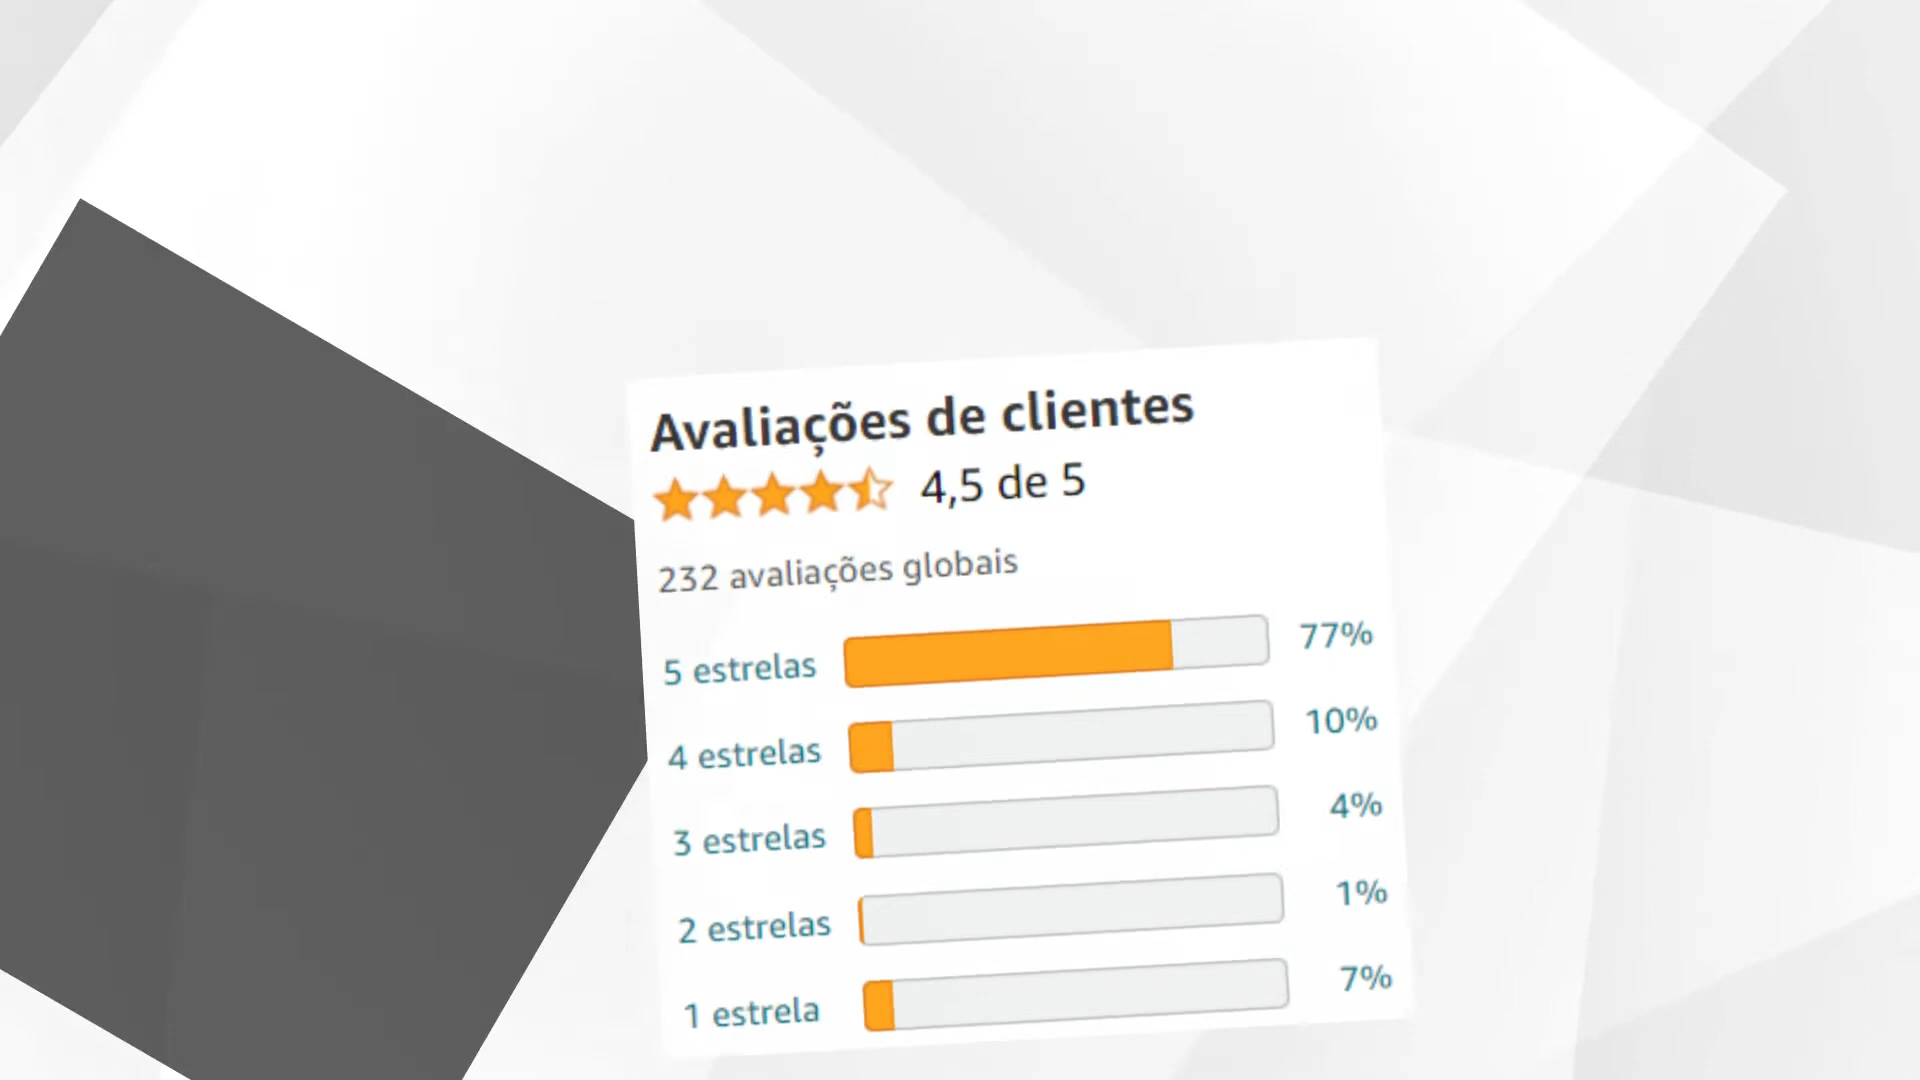 Avaliações de clientes
4,5 de 5
232 avaliações globais
5 estrelas 77%
4 estrelas 10%
3 estrelas 4%
2 estrelas 1%
1 estrela 7%